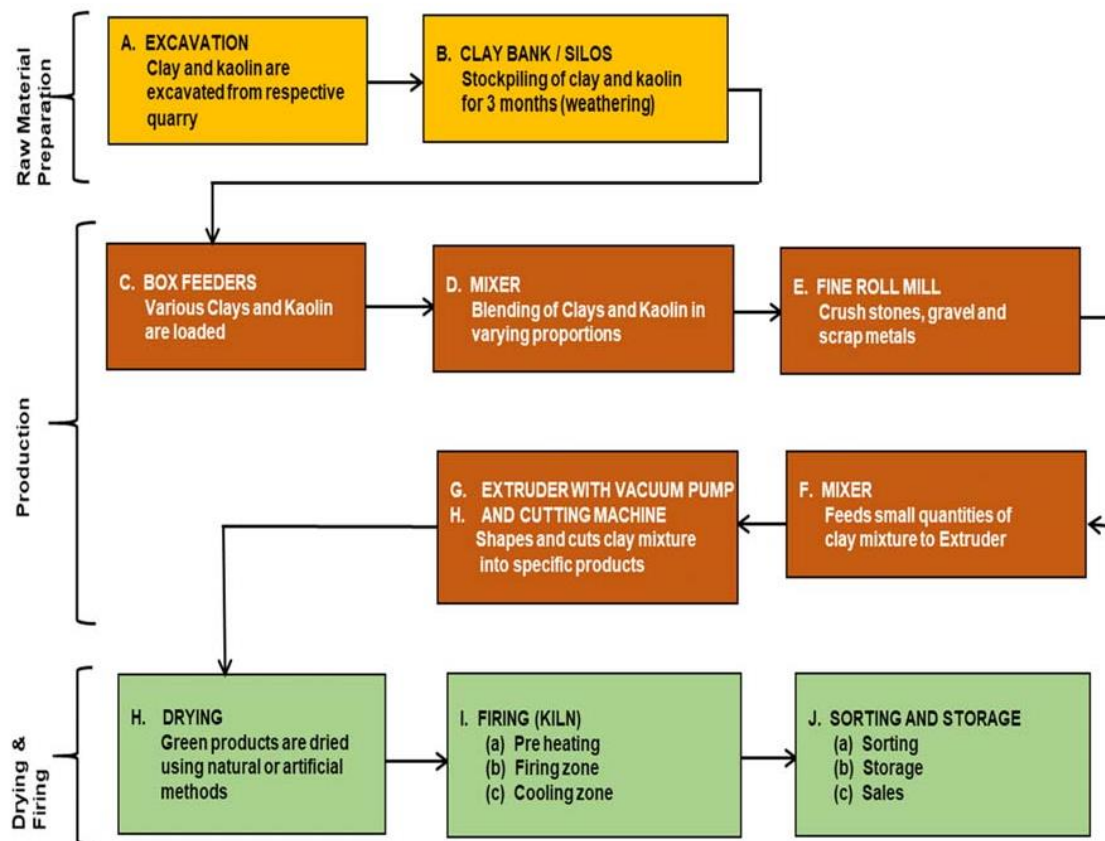 Raw Material
Preparation
A. EXCAVATION
Clay and kaolin are
excavated from respective
quarry
B. CLAY BANK / SILOS
Stockpiling of clay and kaolin
for 3 months (weathering)
Production
C. BOX FEEDERS
Various Clays and Kaolin
are loaded
D. MIXER
Blending of Clays and Kaolin in
varying proportions
E. FINE ROLL MILL
Crush stones, gravel and
scrap metals
F. MIXER
Feeds small quantities of
clay mixture to Extruder
G. EXTRUDER WITH VACUUM PUMP
H. AND CUTTING MACHINE
Shapes and cuts clay mixture
into specific products
Drying &
Firing
H. DRYING
Green products are dried
using natural or artificial
methods
I. FIRING (KILN)
(a) Pre heating
(b) Firing zone
(c) Cooling zone
J. SORTING AND STORAGE
(a) Sorting
(b) Storage
(c) Sales